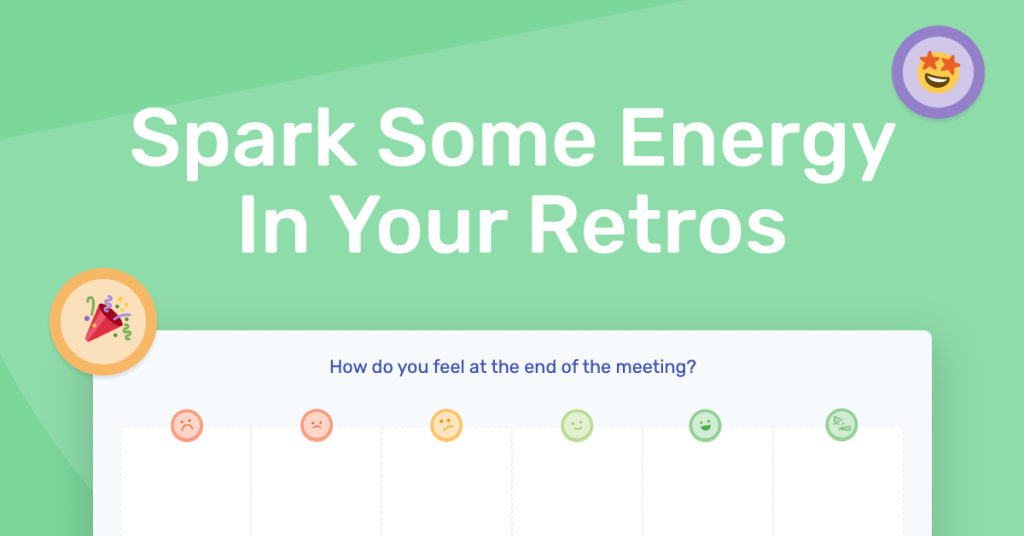 Spark Some Energy
In Your Retros
How do you feel at the end of the meeting?